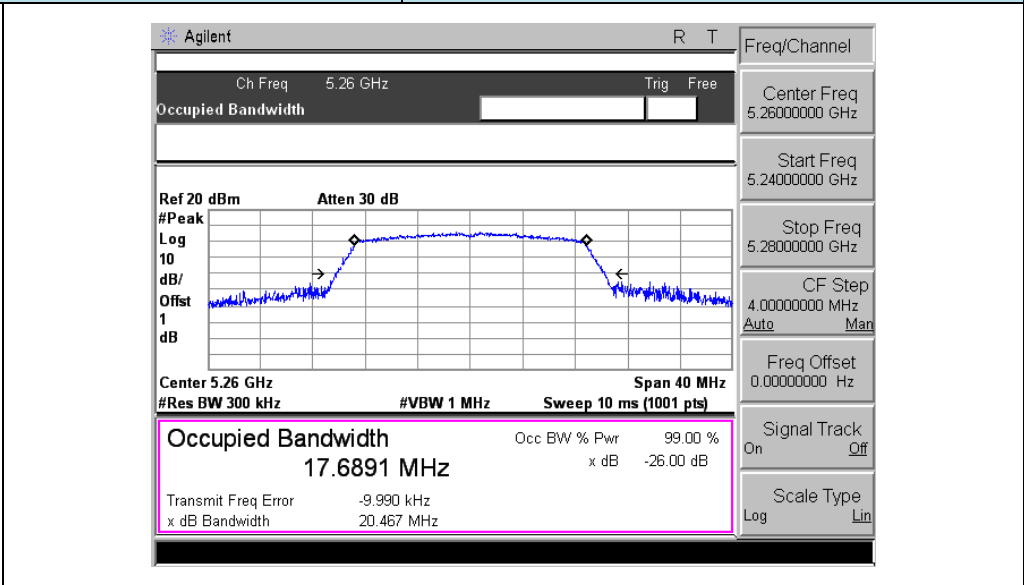 Agilent R T
Ch Freq 5.26 GHz Trig Free
Occupied Bandwidth
Ref 20 dBm Atten 30 dB
#Peak
Log
10
dB/
Offst
1
dB
Center 5.26 GHz Span 40 MHz
#Res BW 300 kHz #VBW 1 MHz Sweep 10 ms (1001 pts)
Occupied Bandwidth Occ BW % Pwr 99.00 %
17.6891 MHz x dB -26.00 dB
Transmit Freq Error -9.990 kHz
x dB Bandwidth 20.467 MHz
Freq/Channel
Center Freq
5.26000000 GHz
Start Freq
5.24000000 GHz
Stop Freq
5.28000000 GHz
CF Step
4.00000000 MHz
Auto Man
Freq Offset
0.00000000 Hz
Signal Track
On Off
Scale Type
Log Lin